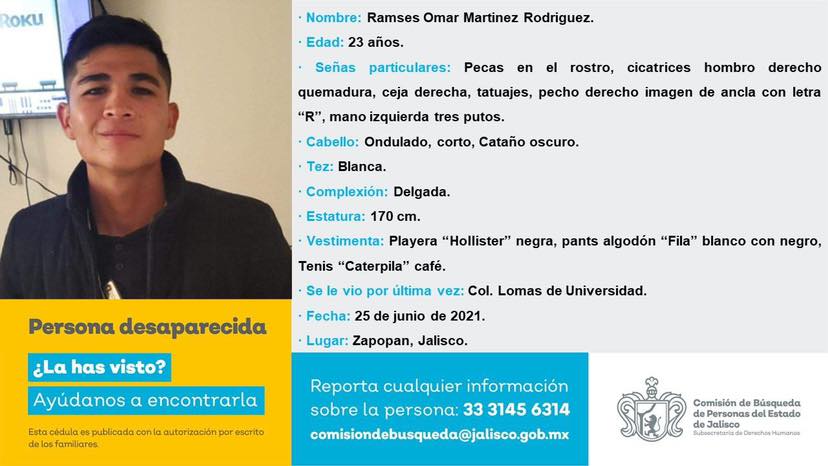 ROKU
· Nombre: Ramses Omar Martinez Rodriguez.
· Edad: 23 años.
· Señas particulares: Pecas en el rostro, cicatrices hombro derecho
quemadura, ceja derecha, tatuajes, pecho derecho imagen de ancla con letra
“R”, mano izquierda tres putos.
· Cabello: Ondulado, corto, Cataño oscuro.
· Tez: Blanca.
· Complexión: Delgada.
· Estatura: 170 cm.
· Vestimenta: Playera “Hollister” negra, pants algodón “Fila” blanco con negro,
Tenis “Caterpila” café.
· Se le vio por última vez: Col. Lomas de Universidad.
· Fecha: 25 de junio de 2021.
· Lugar: Zapopan, Jalisco.
Persona desaparecida
¿La has visto?
Ayúdanos a encontrarla
Esta cédula es publicada con la autorización por escrito
de los familiares.
Reporta cualquier información
sobre la persona: 33 3145 6314
comisiondebusqueda@jalisco.gob.mx
Comisión de Búsqueda
de Personas del Estado
de Jalisco
Subsecretaría de Derechos Humanos